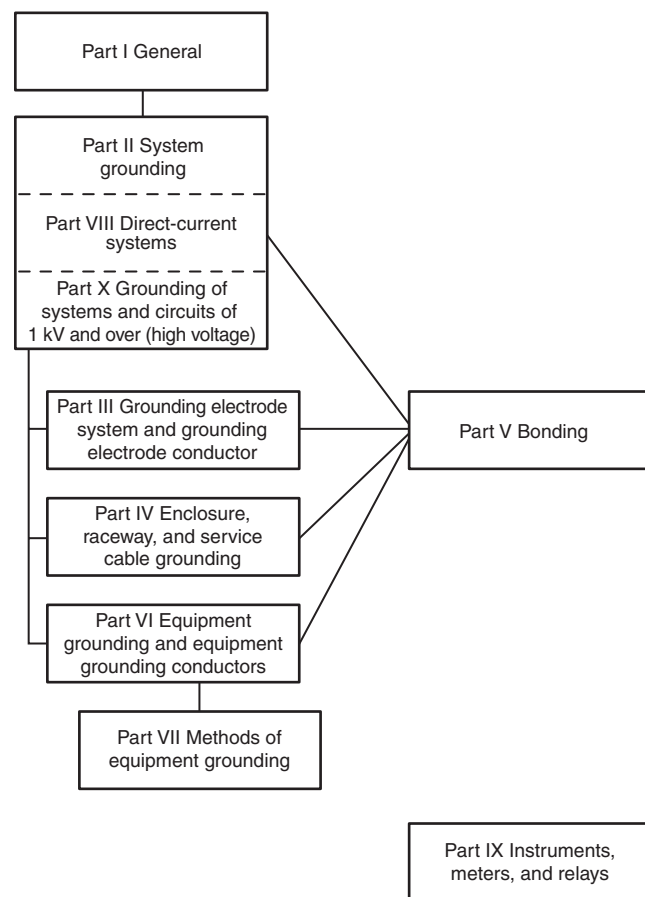 Part I General
Part II System
grounding
Part VIII Direct-current
systems
Part X Grounding of
systems and circuits of
1 kV and over (high voltage)
Part III Grounding electrode
system and grounding
electrode conductor
Part V Bonding
Part IV Enclosure,
raceway, and service
cable grounding
Part VI Equipment
grounding and equipment
grounding conductors
Part VII Methods of
equipment grounding
Part IX Instruments,
meters, and relays